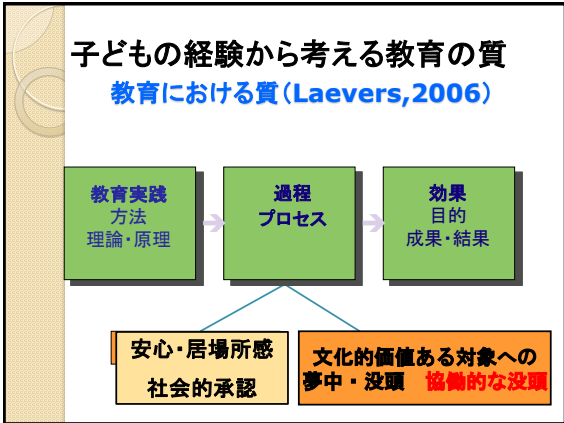 子どもの経験から考える教育の質
教育における質(Laevers,2006)
教育実践
方法
理論・原理
過程
プロセス
効果
目的
成果・結果
安心・居場所感
社会的承認
文化的価値ある対象への
夢中・没頭　協働的な没頭